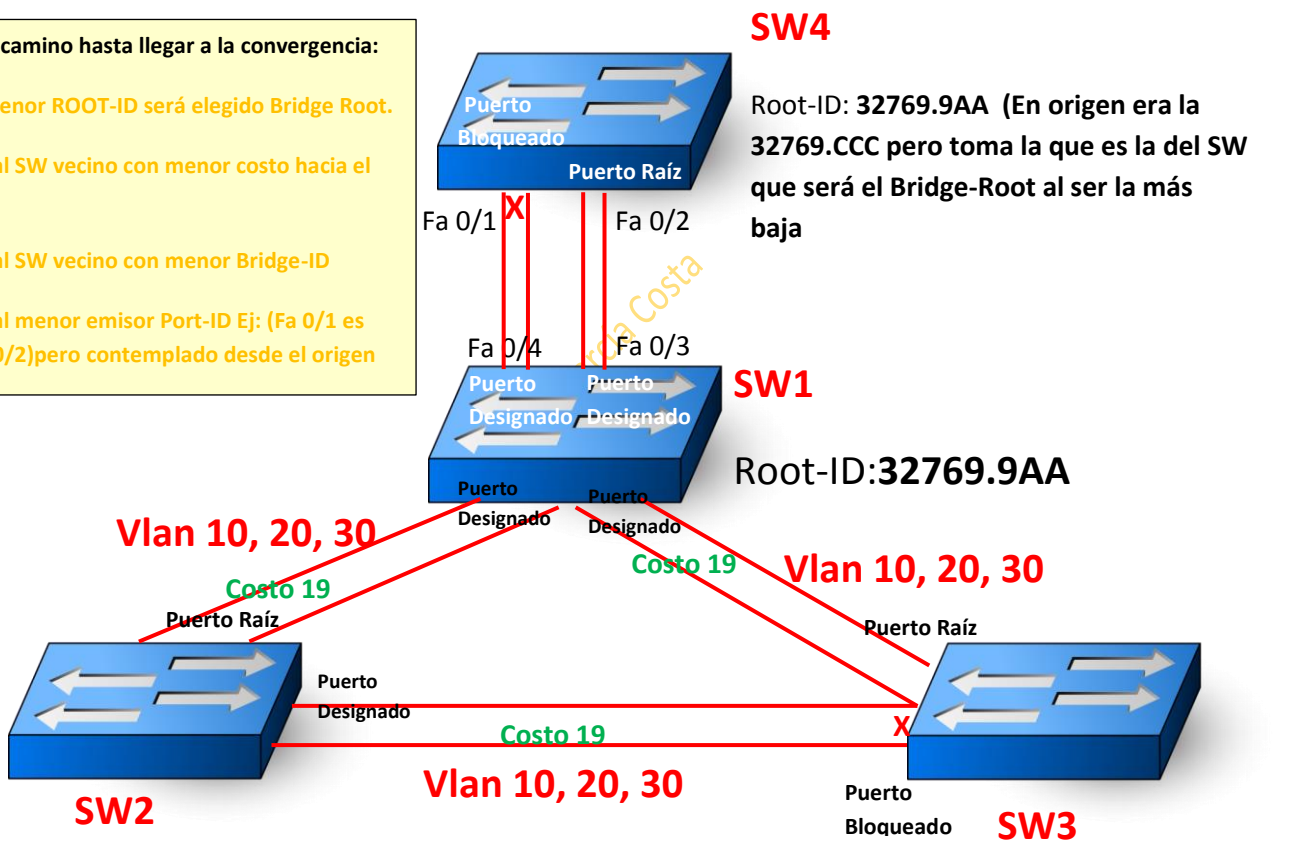 camino hasta llegar a la convergencia:
enor ROOT-ID será elegido Bridge Root.
al SW vecino con menor costo hacia el
al SW vecino con menor Bridge-ID
al menor emisor Port-ID Ej: (Fa 0/1 es
0/2)pero contemplado desde el origen
SW4
Root-ID: 32769.9AA (En origen era la
32769.CCC pero toma la que es la del SW
que será el Bridge-Root al ser la más
baja
Puerto
Bloqueado
Puerto Raíz
X
Fa 0/1
Fa 0/2
Costa
Fa 0/4
Fa 0/3
Puerto
Designado
Puerto
Designado
SW1
Root-ID:32769.9AA
Puerto
Designado
Puerto
Designado
Vlan 10, 20, 30
Costo 19
Costo 19
Vlan 10, 20, 30
Puerto Raíz
Puerto Raíz
Puerto
Designado
Costo 19
X
Vlan 10, 20, 30
SW2
Puerto
Bloqueado
SW3